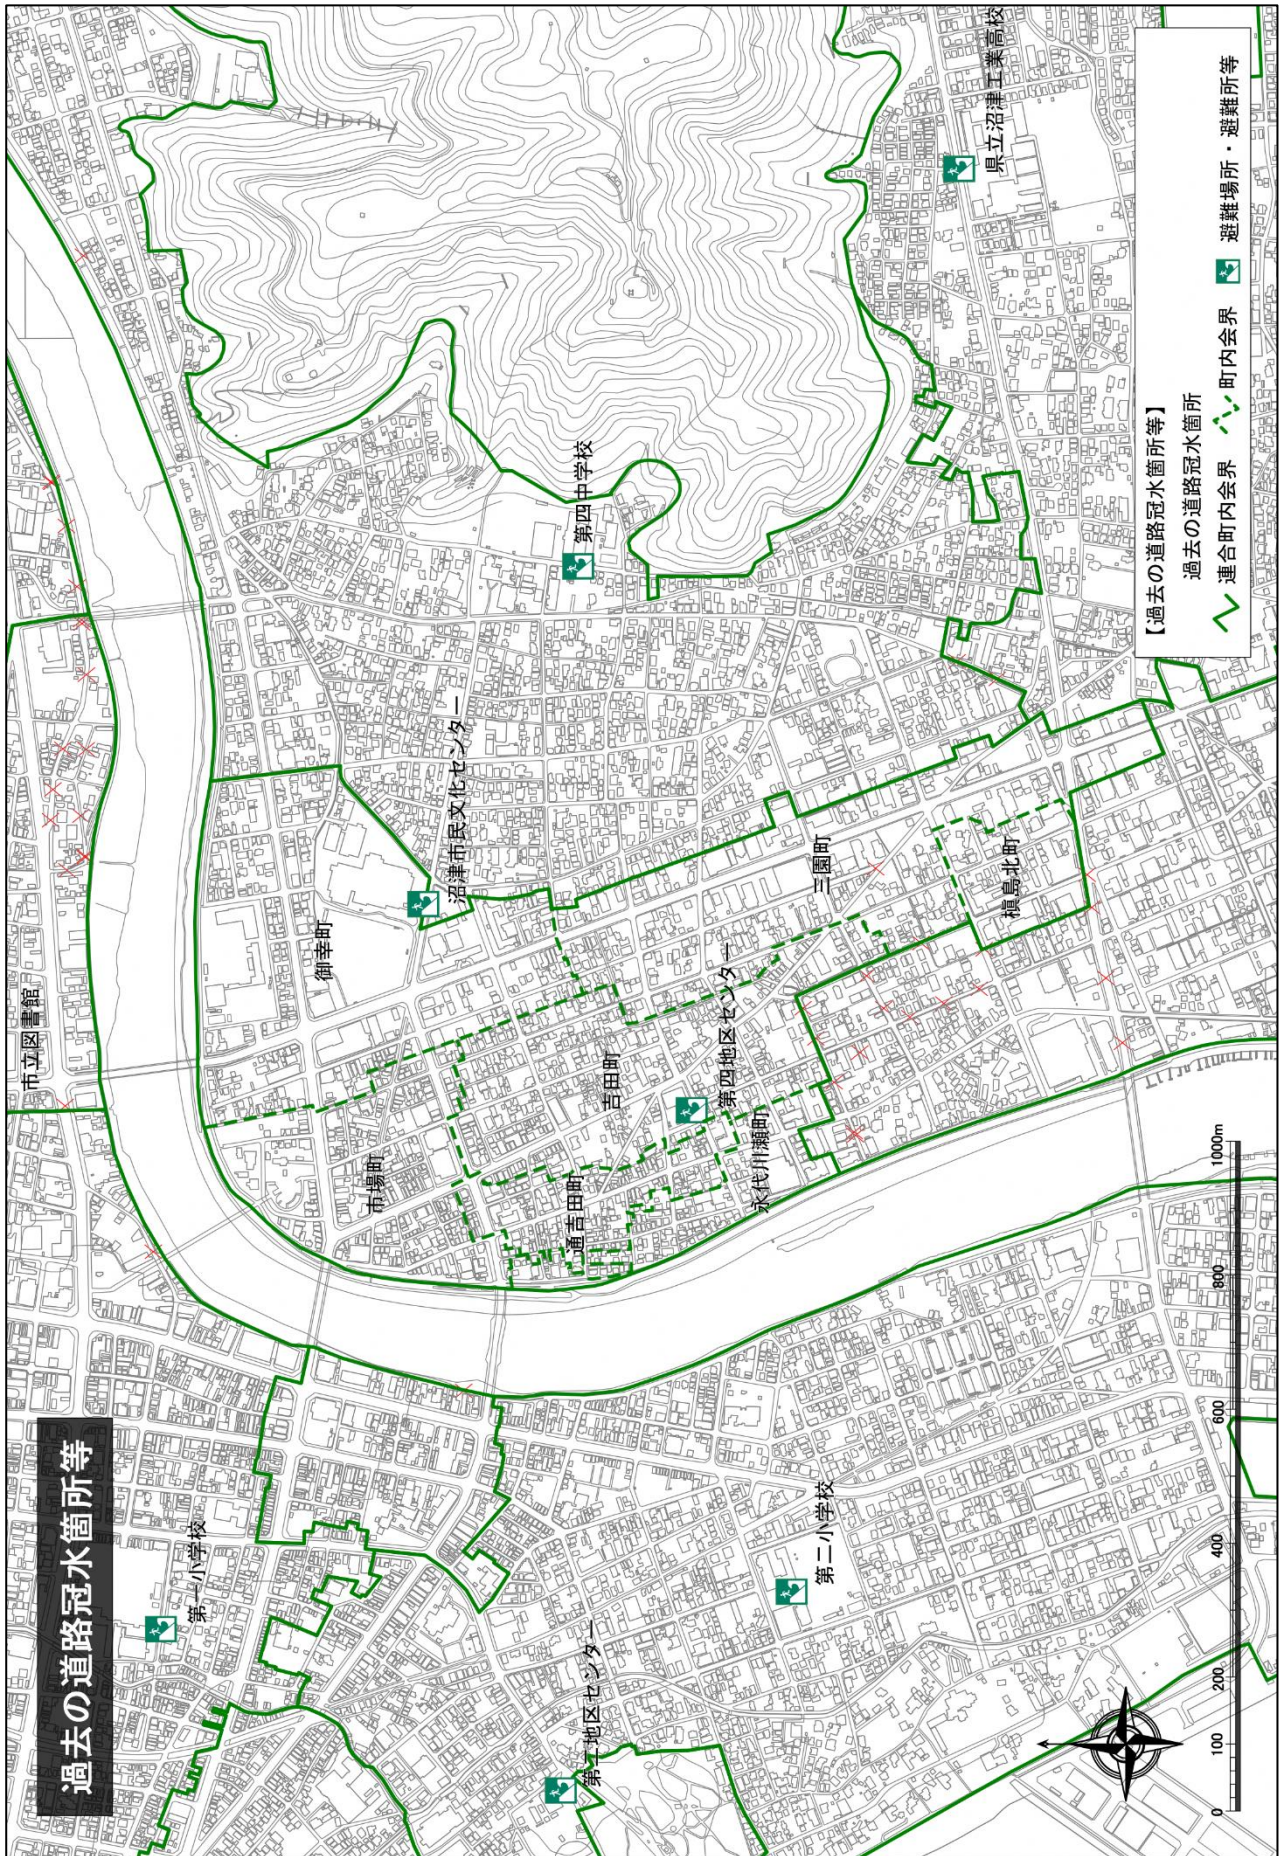 過去の道路冠水箇所等
第一小学校
市立図書館
御幸町
市場町
沼津市民文化センター
第四中学校
県立沼津工業高校
第二地区センター
通吉田町
吉田町
第四地区センター
永代川瀬町
三園町
槇島北町
第二小学校
【過去の道路冠水箇所等】
過去の道路冠水箇所
連合町内会界 町内会界 避難場所・避難所等
0 100 200 400 600 800 1000m